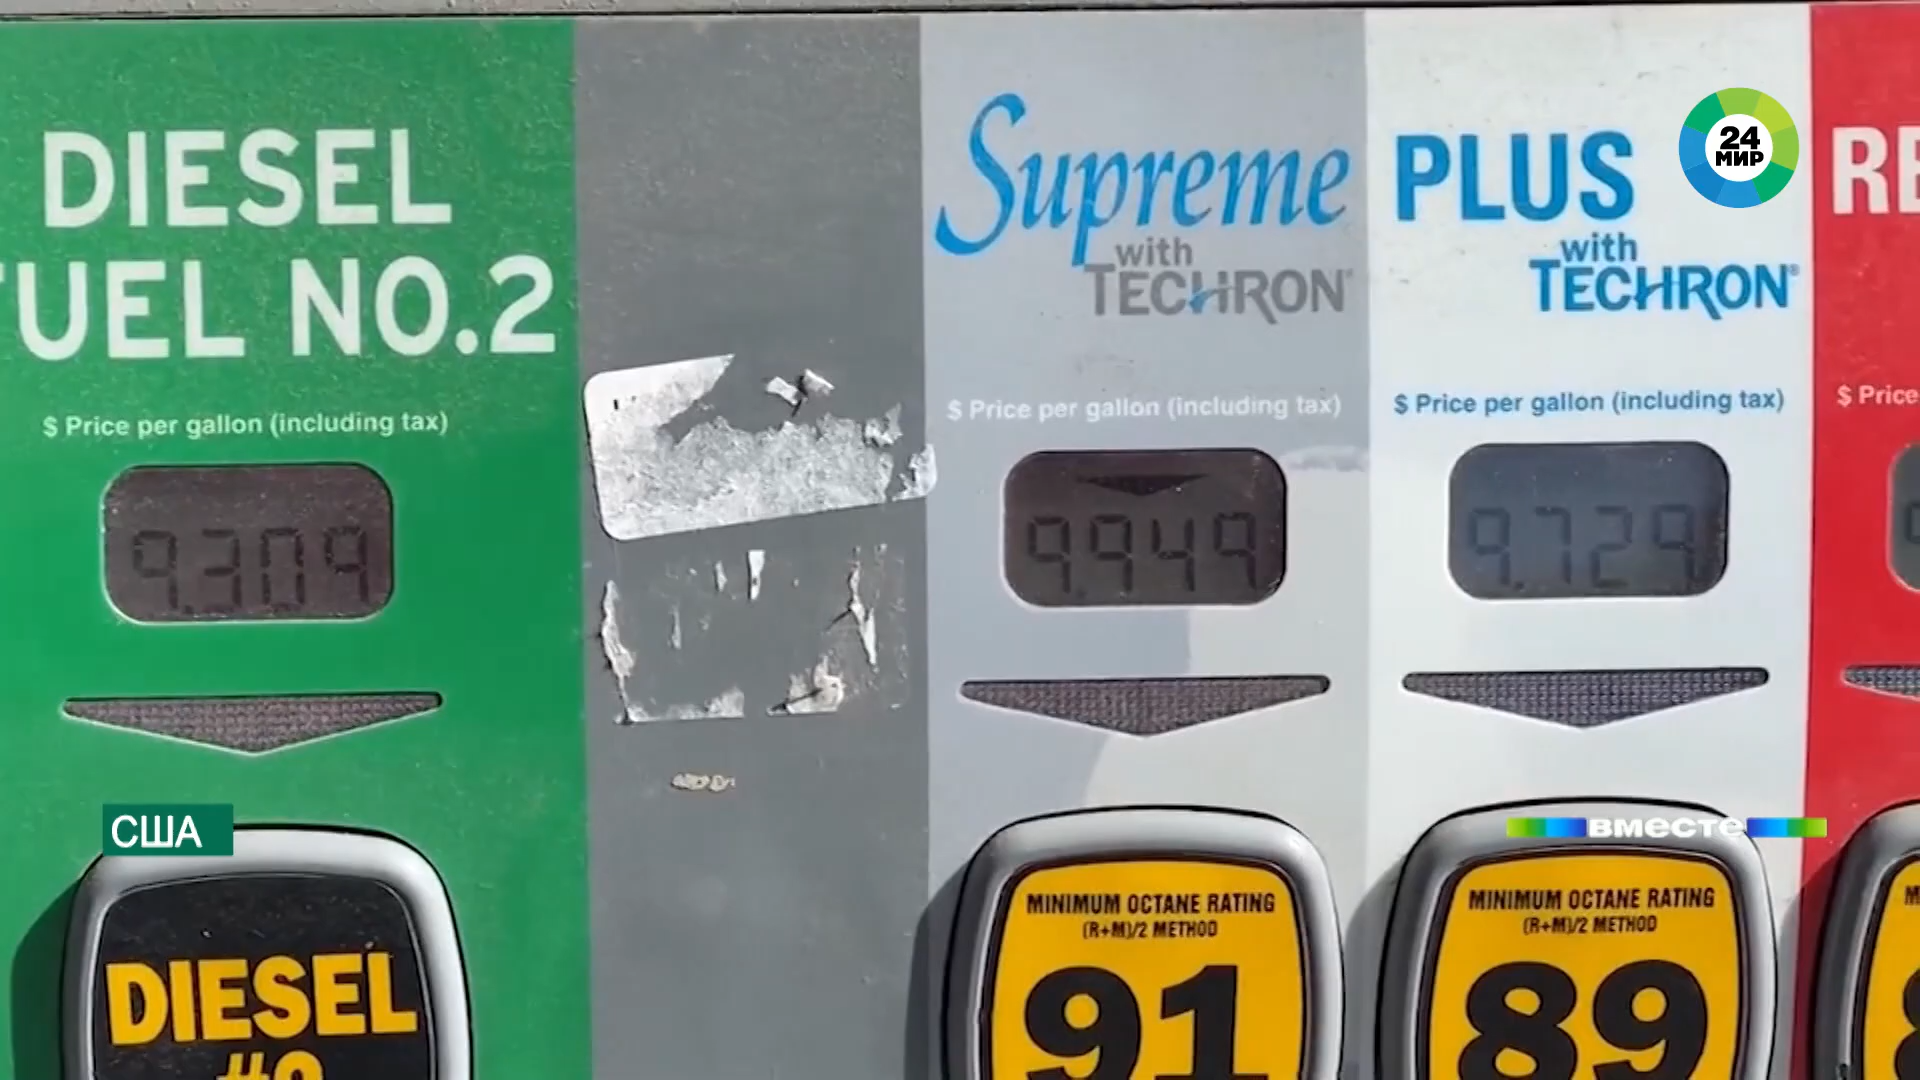 DIESEL
FUEL NO.2
$ Price per gallon (including tax)
9.309
DIESEL
Supreme
with
TECHRON®
$ Price per gallon (including tax)
9.949
MINIMUM OCTANE RATING
(R+M)/2 METHOD
91
PLUS
with
TECHRON®
$ Price per gallon (including tax)
9.729
MINIMUM OCTANE RATING
(R+M)/2 METHOD
89
RE
$ Price
24
МИР
США
вместе